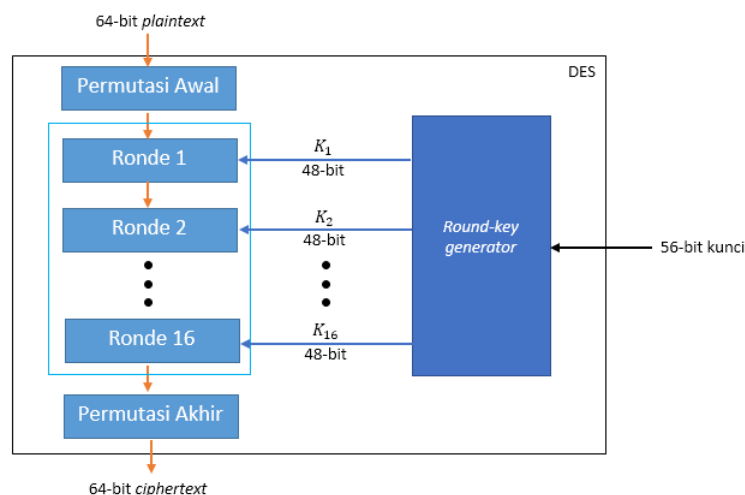 64-bit plaintext
DES
Permutasi Awal
Ronde 1
K₁
48-bit
Ronde 2
K₂
48-bit
Round-key
generator
56-bit kunci
Ronde 16
K₁₆
48-bit
Permutasi Akhir
64-bit ciphertext